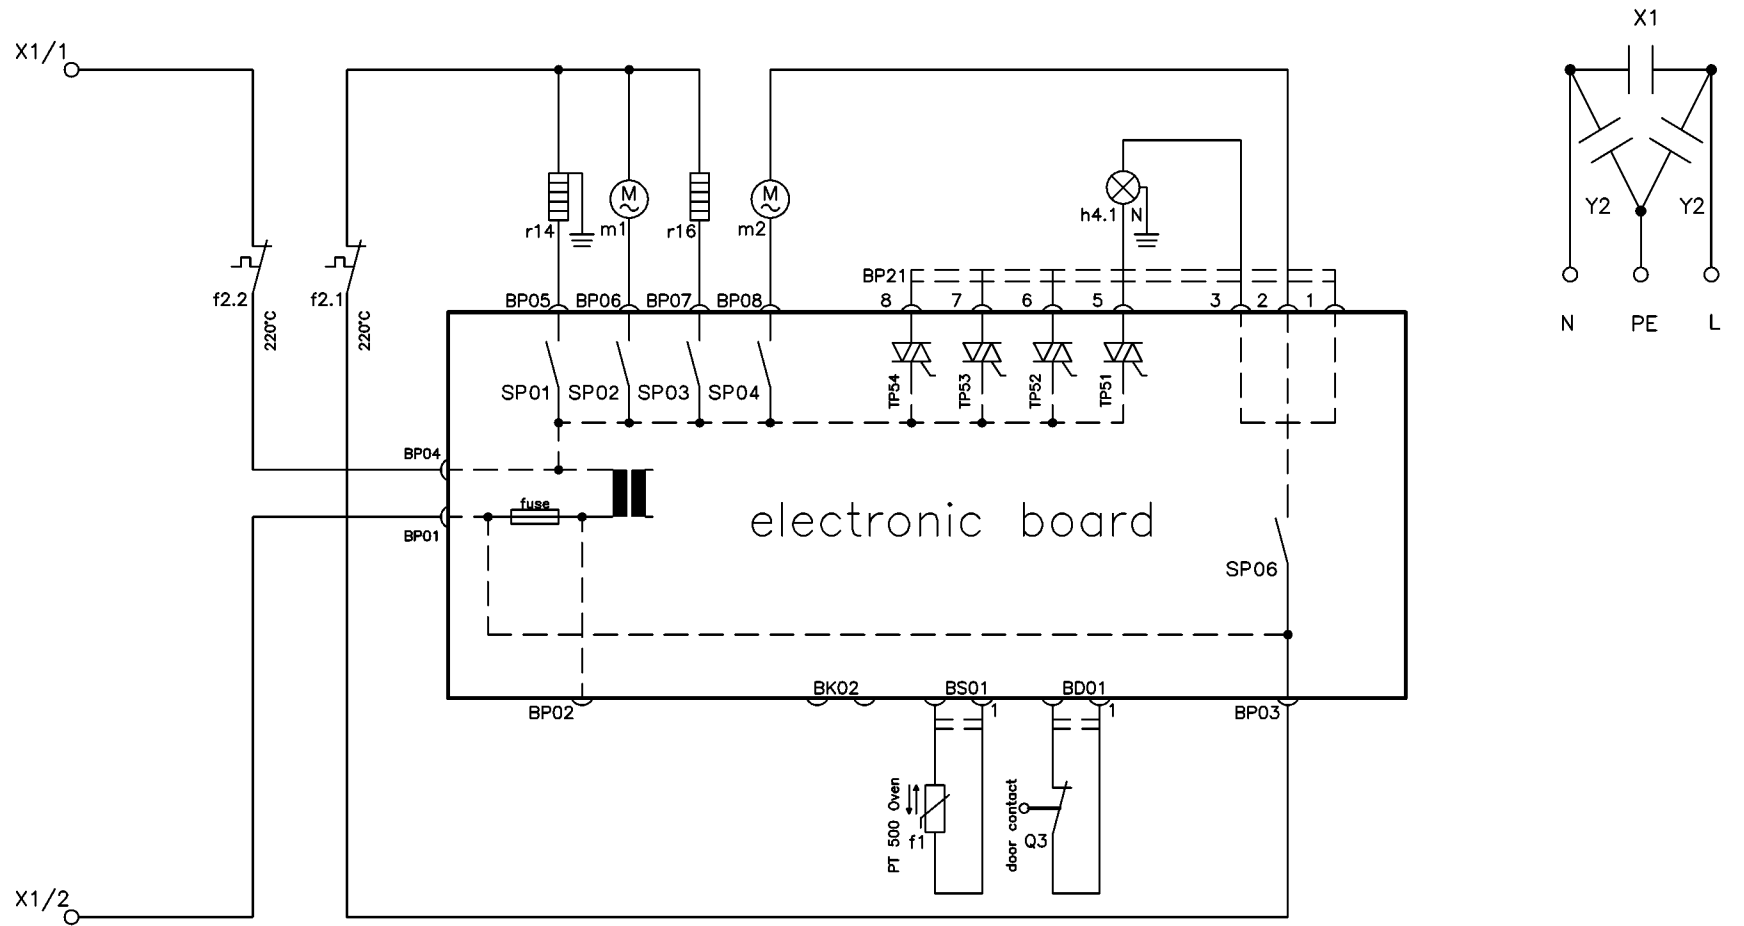 X1/1
X1
r14
M
m1
r16
M
m2
h4.1
N
Y2
Y2
f2.2
220°C
f2.1
220°C
BP05
BP06
BP07
BP08
BP21
8
7
6
5
3
2
1
N
PE
L
SP01
SP02
SP03
SP04
TP54
TP53
TP52
TP51
BP04
fuse
BP01
electronic board
SP06
BP02
BK02
BS01
1
BD01
1
BP03
PT 500 Oven
f1
door contact
Q3
X1/2